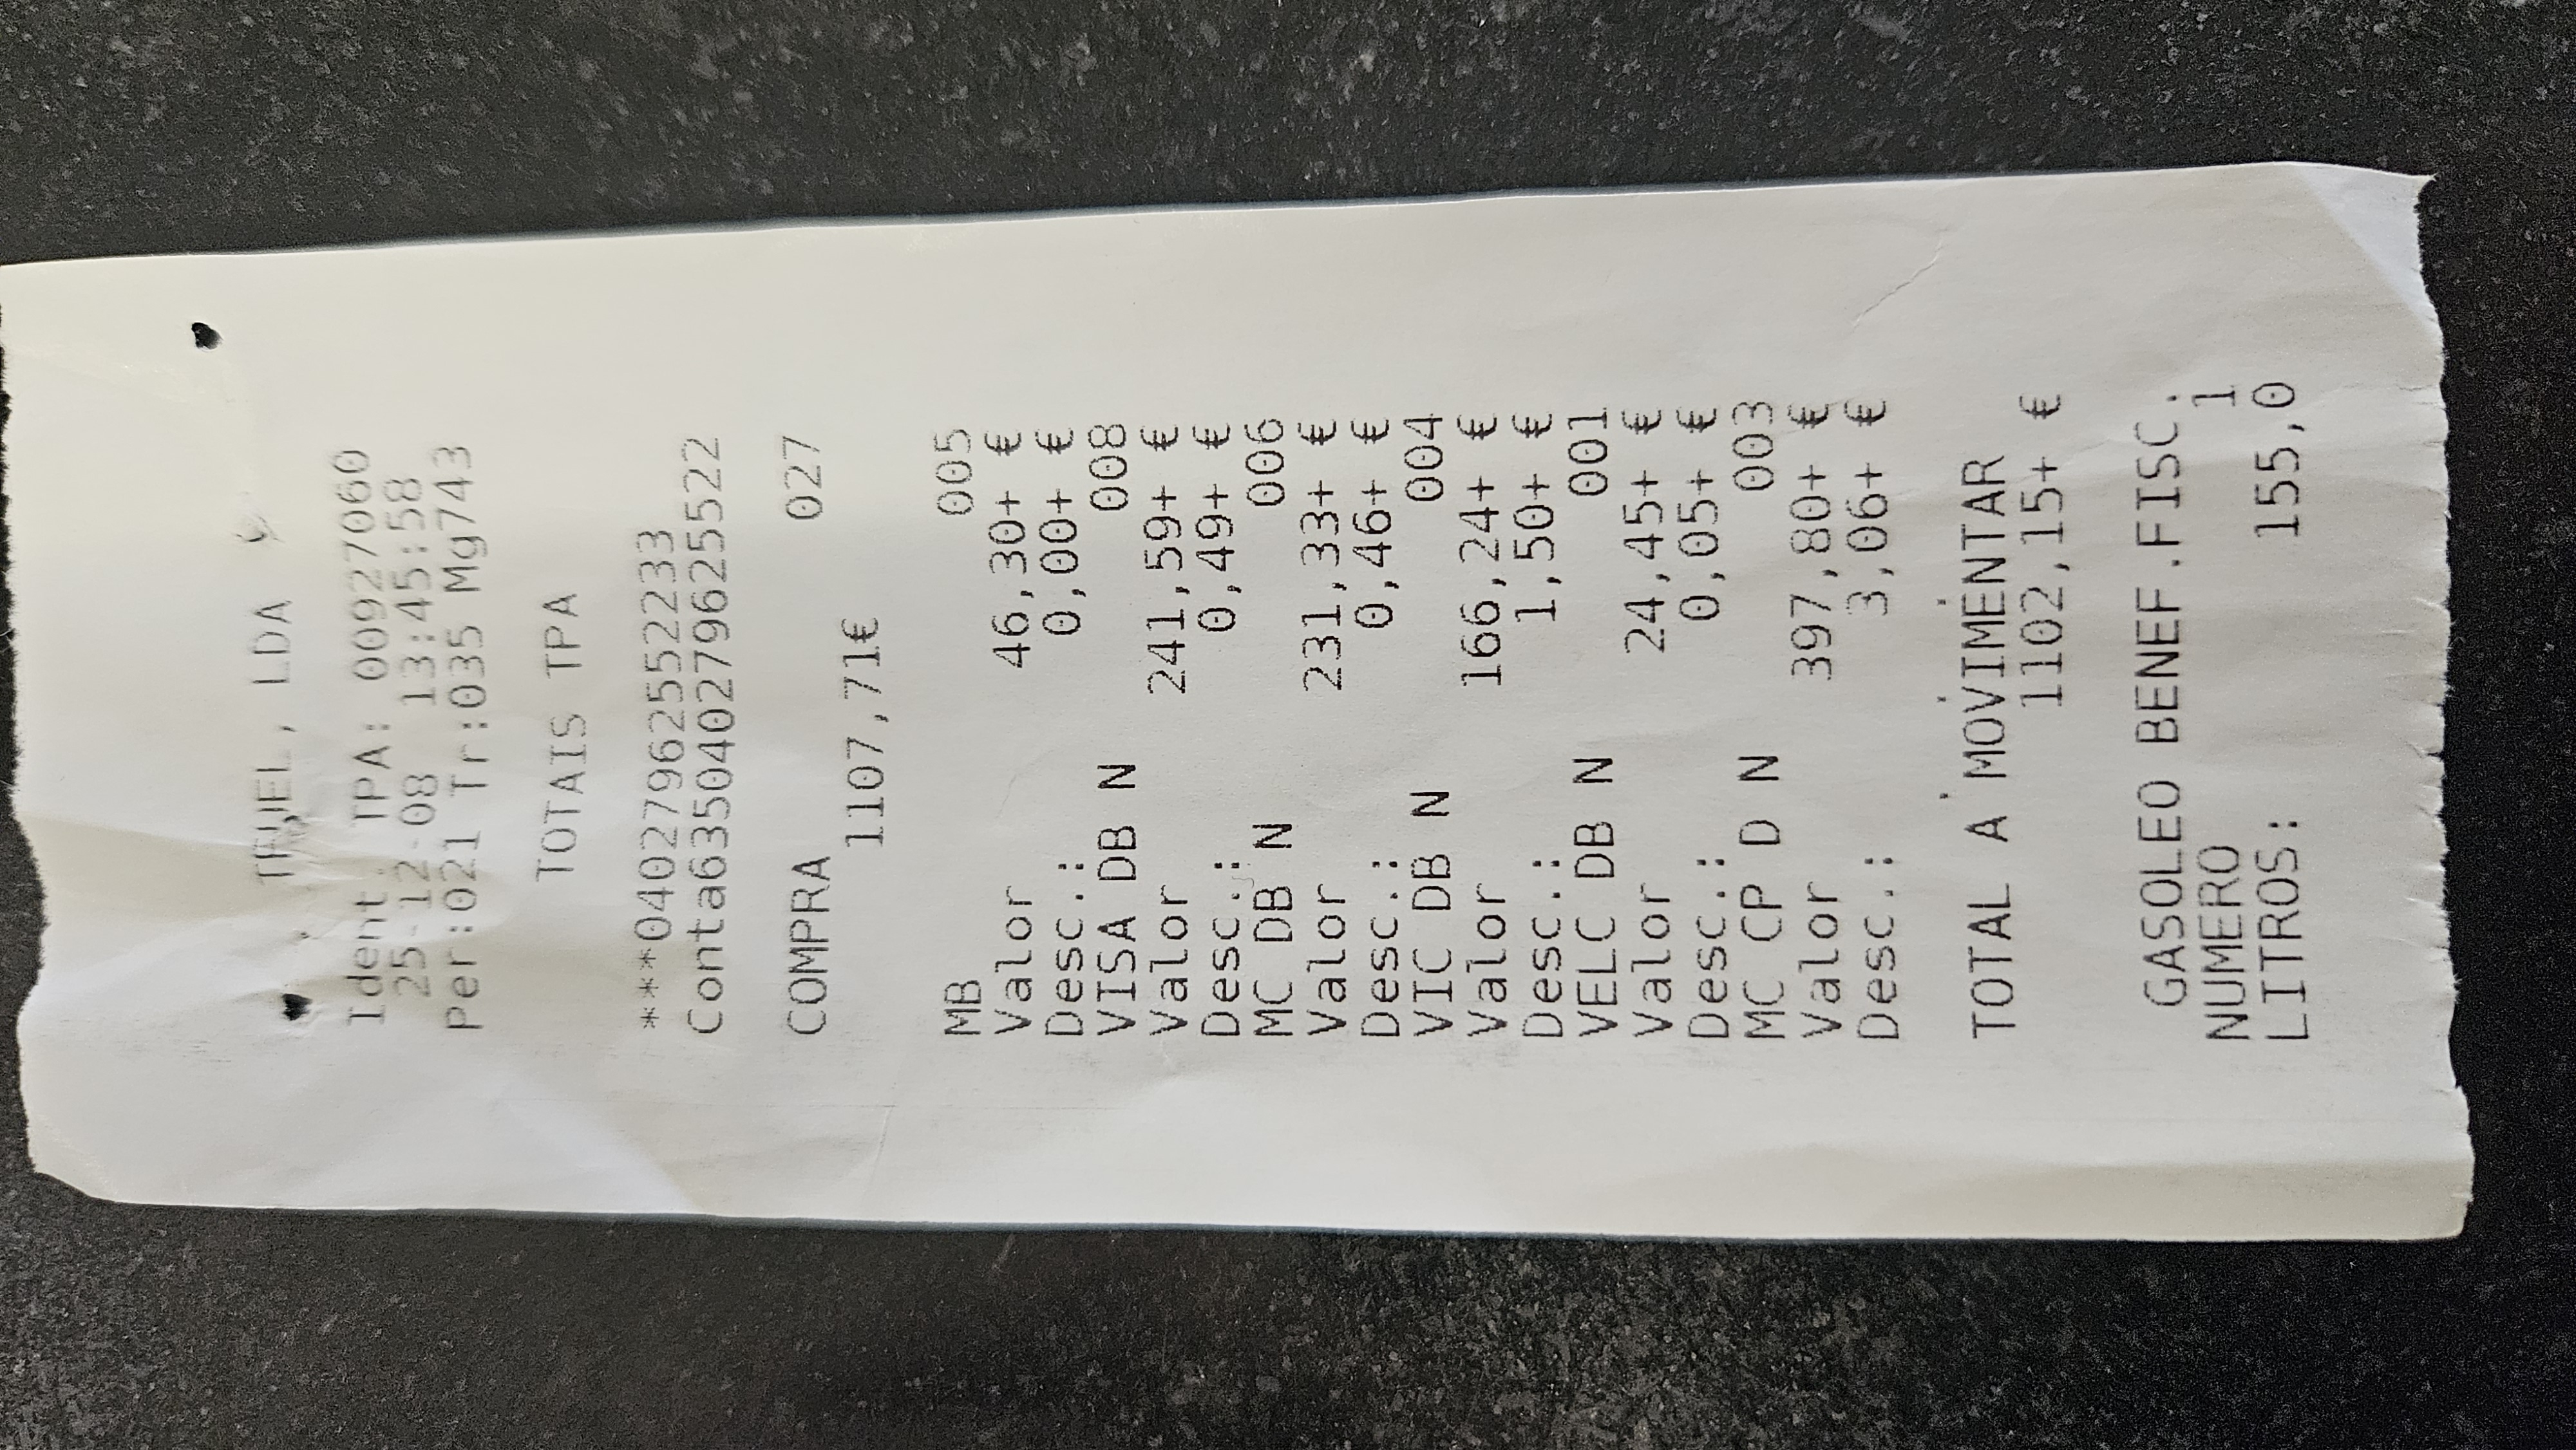 LDA
Ident. TPA: 00927060
25-12-08 13:45:58
Per:021 Tr:035 Mg743
TOTAIS TPA
***04027962552233
Conta6350402796255522
COMPRA 027
1107,71€
MB 005
Valor 46,30+ €
Desc.: 0,00+ €
VISA DB N 008
Valor 241,59+ €
Desc.: 0,49+ €
MC DB N 006
Valor 231,33+ €
Desc.: 0,46+ €
VIC DB N 004
Valor 166,24+ €
Desc.: 1,50+ €
VELC DB N 001
Valor 24,45+ €
Desc.: 0,05+ €
MC CP D N 003
Valor 397,80+ €
Desc.: 3,06+ €
TOTAL A MOVIMENTAR
1102,15+ €
GASOLEO BENEF.FISC.
NUMERO 1
LITROS: 155,0